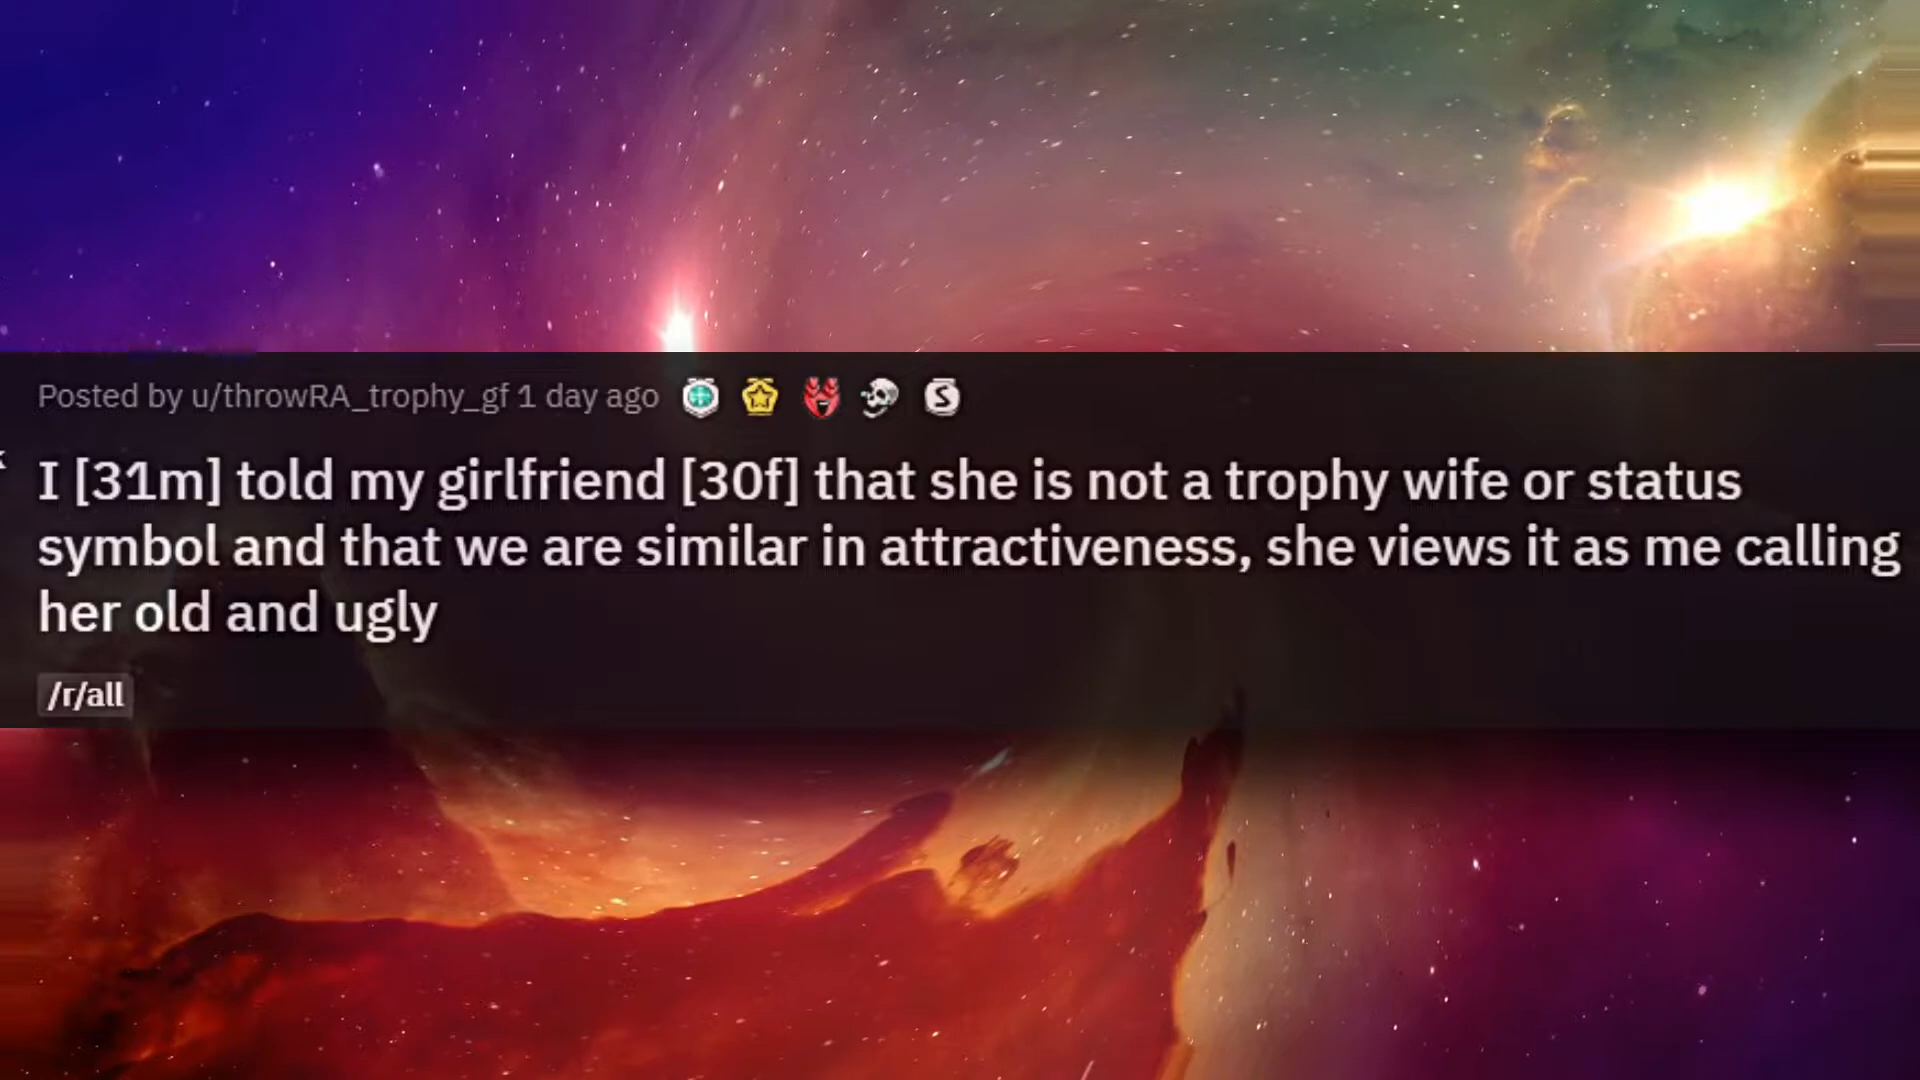 Posted by u/throwRA_trophy_gf 1 day ago
I [31m] told my girlfriend [30f] that she is not a trophy wife or status
symbol and that we are similar in attractiveness, she views it as me calling
her old and ugly
/r/all